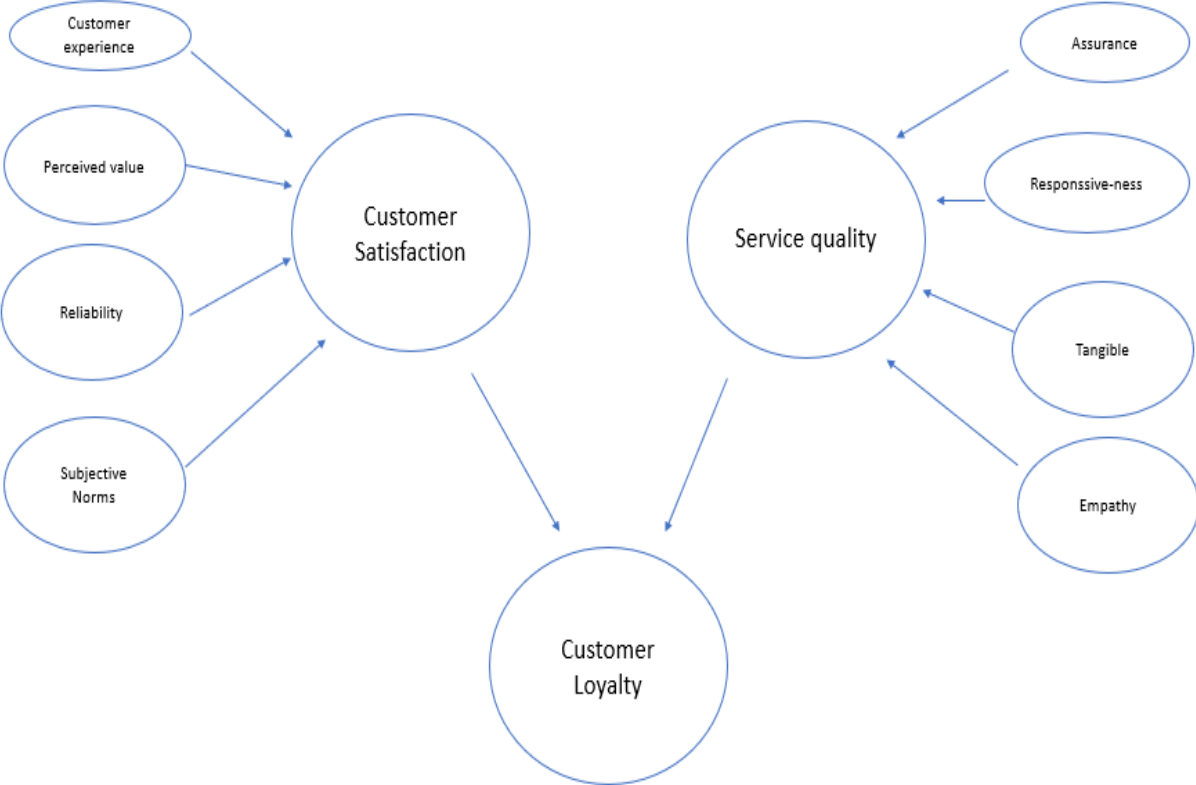 Customer
experience
Perceived value
Reliability
Subjective
Norms
Customer
Satisfaction
Service quality
Assurance
Responssive-ness
Tangible
Empathy
Customer
Loyalty